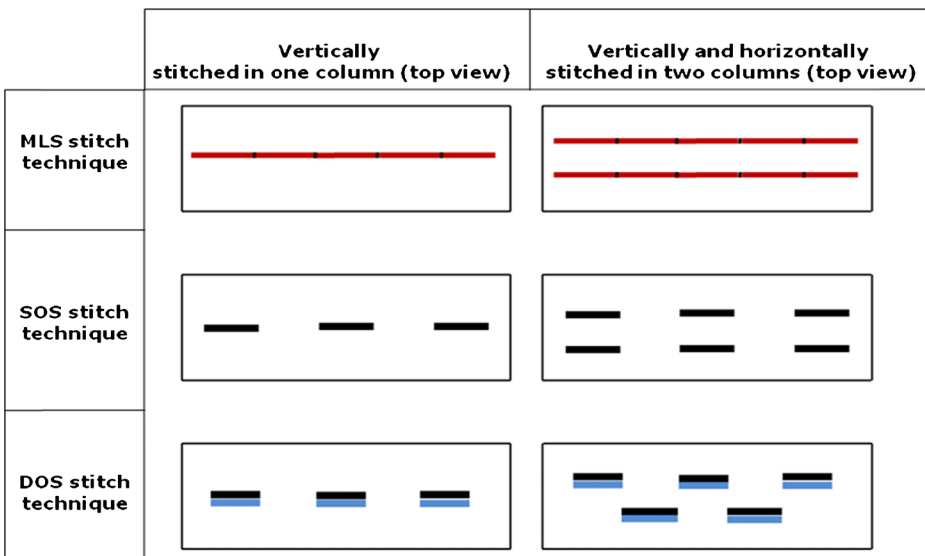 Vertically
stitched in one column (top view)
Vertically and horizontally
stitched in two columns (top view)
MLS stitch
technique
SOS stitch
technique
DOS stitch
technique